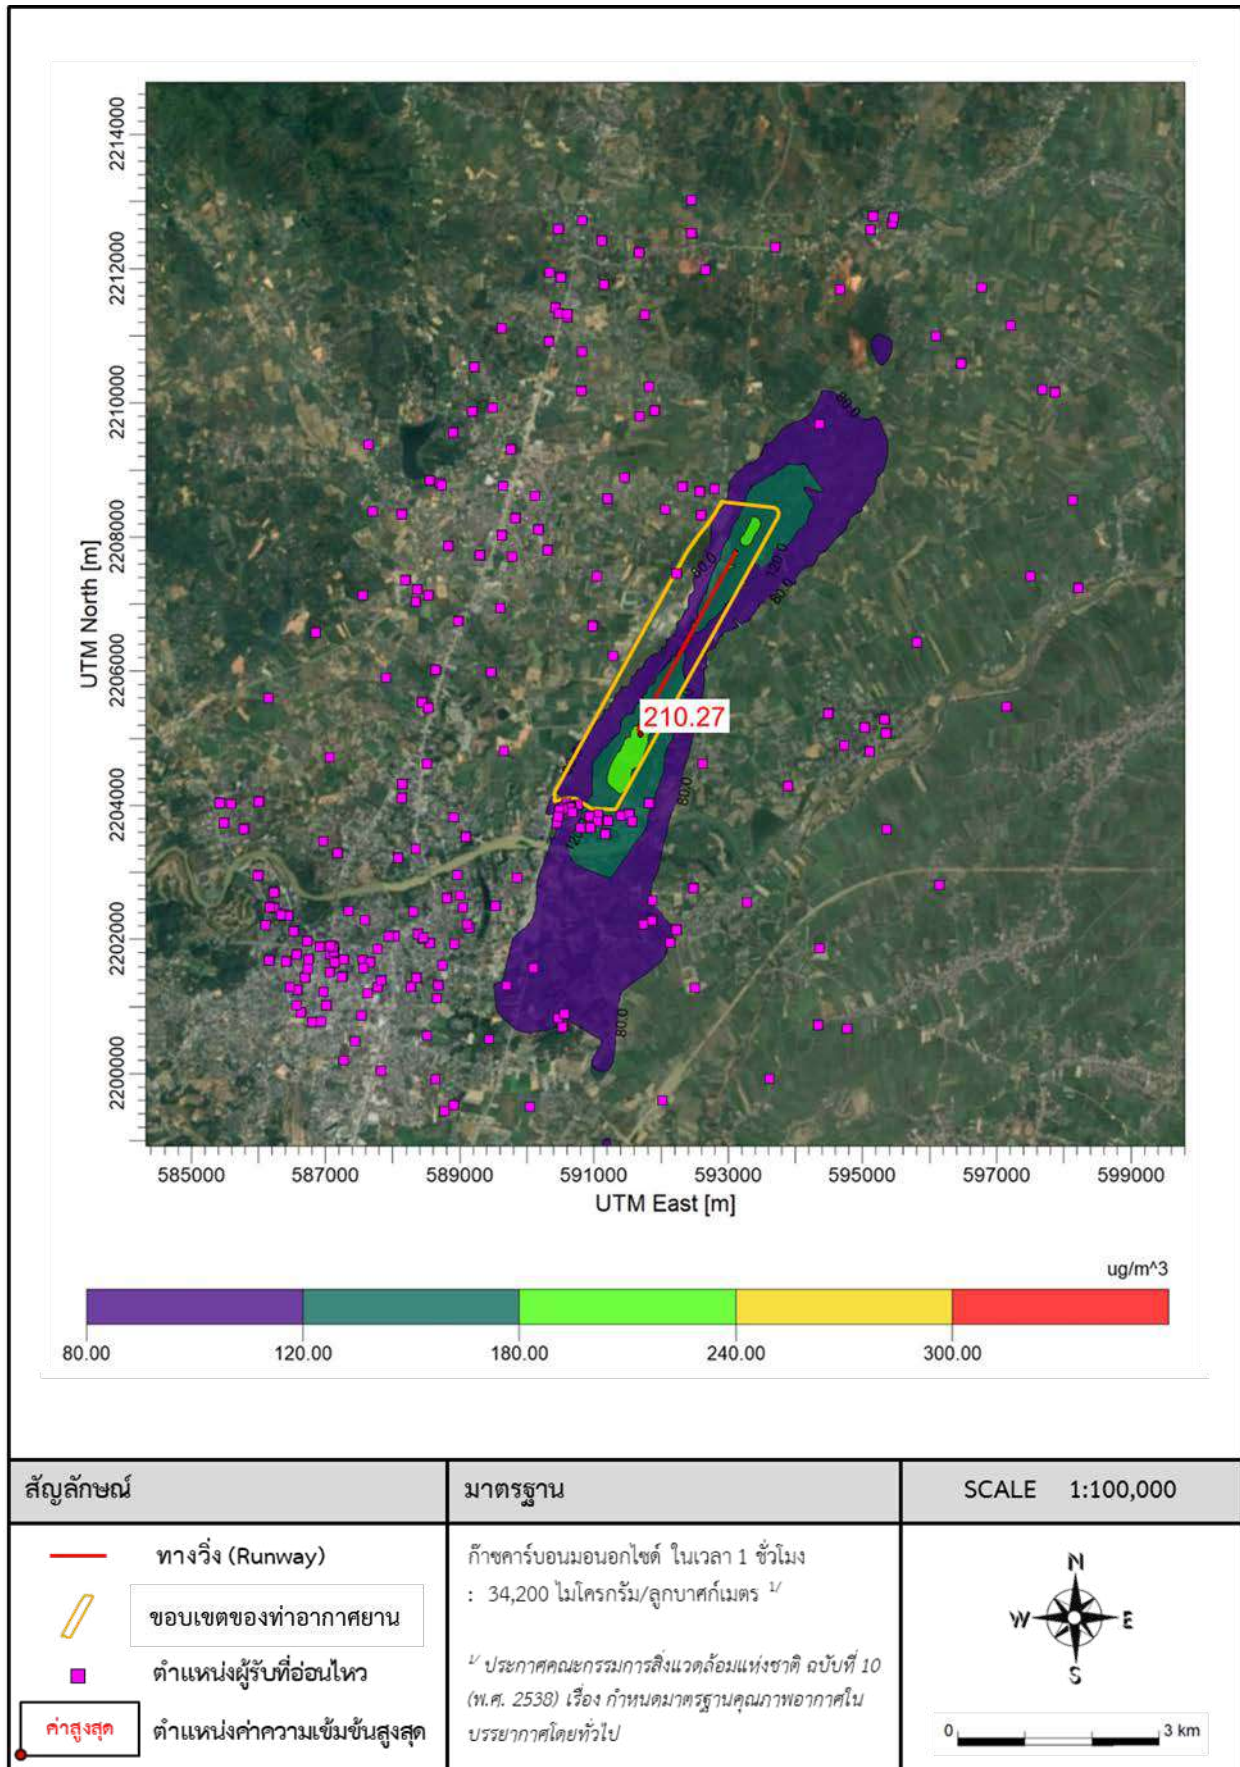 2214000
2212000
2210000
2208000
2206000
2204000
2202000
2200000
UTM North [m]
80.0
80.0
120.0
80.0
210.27
80.0
80.0
585000 587000 589000 591000 593000 595000 597000 599000
UTM East [m]
ug/m^3
80.00 120.00 180.00 240.00 300.00
สัญลักษณ์
ทางวิ่ง (Runway)
ขอบเขตของท่าอากาศยาน
ตำแหน่งผู้รับที่อ่อนไหว
ค่าสูงสุด ตำแหน่งค่าความเข้มข้นสูงสุด
มาตรฐาน
ก๊าซคาร์บอนมอนอกไซด์ ในเวลา 1 ชั่วโมง
: 34,200 ไมโครกรัม/ลูกบาศก์เมตร 1/
1/ ประกาศคณะกรรมการสิ่งแวดล้อมแห่งชาติ ฉบับที่ 10
(พ.ศ. 2538) เรื่อง กำหนดมาตรฐานคุณภาพอากาศใน
บรรยากาศโดยทั่วไป
SCALE 1:100,000
N
W E
S
0 3 km